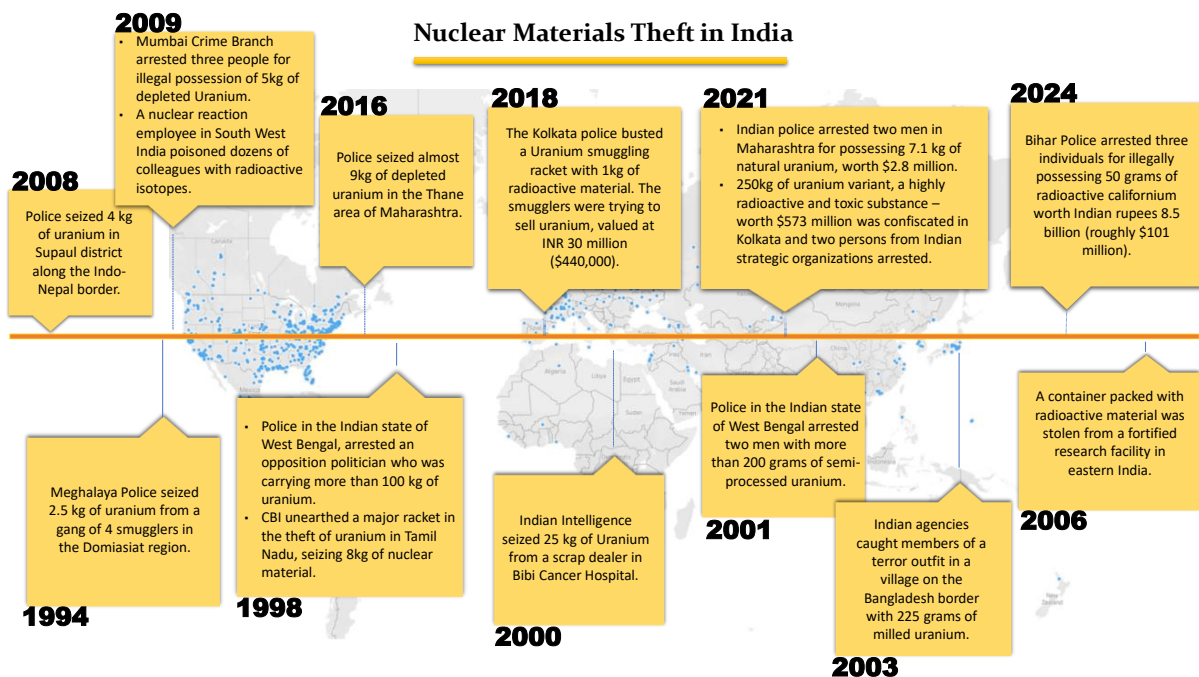 Nuclear Materials Theft in India
2009
• Mumbai Crime Branch
arrested three people for
illegal possession of 5kg of
depleted Uranium.
• A nuclear reaction
employee in South West
India poisoned dozens of
colleagues with radioactive
isotopes.
2016
Police seized almost
9kg of depleted
uranium in the Thane
area of Maharashtra.
2018
The Kolkata police busted
a Uranium smuggling
racket with 1kg of
radioactive material. The
smugglers were trying to
sell uranium, valued at
INR 30 million
($440,000).
2021
• Indian police arrested two men in
Maharashtra for possessing 7.1 kg of
natural uranium, worth $2.8 million.
• 250kg of uranium variant, a highly
radioactive and toxic substance –
worth $573 million was confiscated in
Kolkata and two persons from Indian
strategic organizations arrested.
2024
Bihar Police arrested three
individuals for illegally
possessing 50 grams of
radioactive californium
worth Indian rupees 8.5
billion (roughly $101
million).
2008
Police seized 4 kg
of uranium in
Supaul district
along the Indo-
Nepal border.
Canada
Mongolia
China
Iran
Mexico
Algeria
Libya
Egypt
Saudi
Arabia
Sudan
Yemen
Meghalaya Police seized
2.5 kg of uranium from a
gang of 4 smugglers in
the Domiasiat region.
1994
• Police in the Indian state of
West Bengal, arrested an
opposition politician who was
carrying more than 100 kg of
uranium.
• CBI unearthed a major racket in
the theft of uranium in Tamil
Nadu, seizing 8kg of nuclear
material.
1998
Indian Intelligence
seized 25 kg of Uranium
from a scrap dealer in
Bibi Cancer Hospital.
2000
Police in the Indian state
of West Bengal arrested
two men with more
than 200 grams of semi-
processed uranium.
2001
Indian agencies
caught members of a
terror outfit in a
village on the
Bangladesh border
with 225 grams of
milled uranium.
2003
A container packed with
radioactive material was
stolen from a fortified
research facility in
eastern India.
2006
New
Zealand